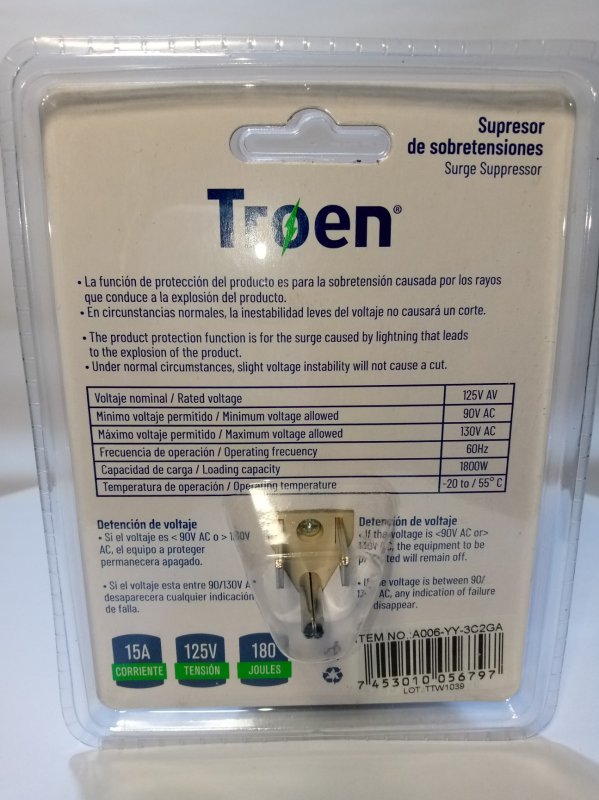 Supresor
de sobretensiones
Surge Suppressor
Troen®
• La función de protección del producto es para la sobretensión causada por los rayos
que conduce a la explosión del producto.
• En circunstancias normales, la inestabilidad leves del voltaje no causará un corte.
• The product protection function is for the surge caused by lightning that leads
to the explosion of the product.
• Under normal circumstances, slight voltage instability will not cause a cut.
Voltaje nominal / Rated voltage 125V AV
Minimo voltaje permitido / Minimum voltage allowed 90V AC
Máximo voltaje permitido / Maximum voltage allowed 130V AC
Frecuencia de operación / Operating frecuency 60Hz
Capacidad de carga / Loading capacity 1800W
Temperatura de operación / Operating temperature -20 to / 55° C
Detención de voltaje
• Si el voltaje es < 90V AC o > 130V
AC, el equipo a proteger
permanecera apagado.
• Si el voltaje esta entre 90/130V
desaparecera cualquier indicación
de falla.
Detención de voltaje
• If the voltage is <90V AC or>
130V AC, the equipment to be
will remain off.
• If the voltage is between 90/
AC, any indication of failure
disappear.
15A
CORRIENTE
125V
TENSIÓN
180
JOULES
ITEM NO.:A006-YY-3C2GA
7 453010 056797
LOT. TTW1039